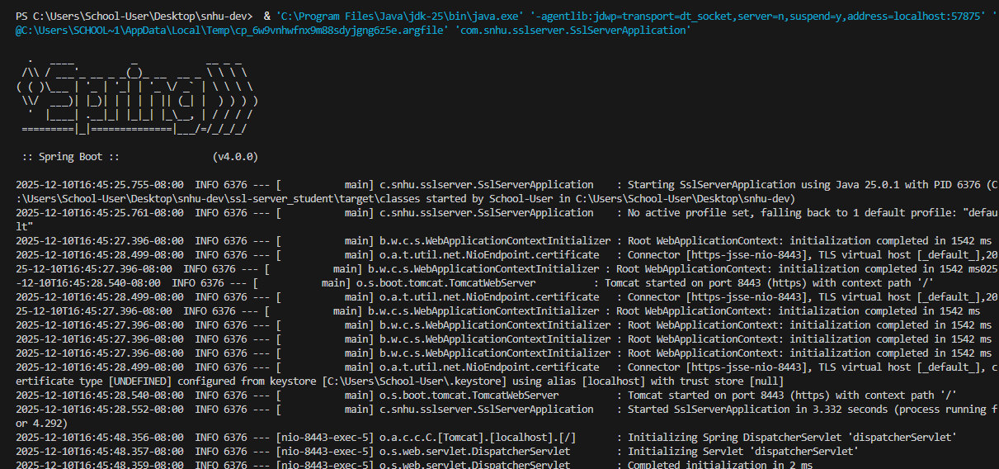 PS C:\Users\School-User\Desktop\snhu-dev>  & 'C:\Program Files\Java\jdk-25\bin\java.exe' '-agentlib:jdwp=transport=dt_socket,server=n,suspend=y,address=localhost:57875' '
@C:\Users\SCHOOL~1\AppData\Local\Temp\cp_6w9vnhwfnx9m88sdyjgng6z5e.argfile' 'com.snhu.sslserver.SslServerApplication'

  .   ____          _            __ _ _
 /\\ / ___'_ __ _ _(_)_ __  __ _ \ \ \ \
( ( )\___ | '_ | '_| | '_ \/ _` | \ \ \ \
 \\/  ___)| |_)| | | | | || (_| |  ) ) ) )
  '  |____| .__|_| |_|_| |_\__, | / / / /
 =========|_|==============|___/=/_/_/_/

 :: Spring Boot ::                (v4.0.0)

2025-12-10T16:45:25.755-08:00  INFO 6376 --- [           main] c.snhu.sslserver.SslServerApplication    : Starting SslServerApplication using Java 25.0.1 with PID 6376 (C
:\Users\School-User\Desktop\snhu-dev\ssl-server_student\target\classes started by School-User in C:\Users\School-User\Desktop\snhu-dev)
2025-12-10T16:45:25.761-08:00  INFO 6376 --- [           main] c.snhu.sslserver.SslServerApplication    : No active profile set, falling back to 1 default profile: "defau
lt"
2025-12-10T16:45:27.396-08:00  INFO 6376 --- [           main] b.w.c.s.WebApplicationContextInitializer : Root WebApplicationContext: initialization completed in 1542 ms
2025-12-10T16:45:28.499-08:00  INFO 6376 --- [           main] o.a.t.util.net.NioEndpoint.certificate   : Connector [https-jsse-nio-8443], TLS virtual host [_default_],20
25-12-10T16:45:27.396-08:00  INFO 6376 --- [           main] b.w.c.s.WebApplicationContextInitializer : Root WebApplicationContext: initialization completed in 1542 ms025
-12-10T16:45:28.540-08:00  INFO 6376 --- [           main] o.s.boot.tomcat.TomcatWebServer          : Tomcat started on port 8443 (https) with context path '/'
2025-12-10T16:45:28.499-08:00  INFO 6376 --- [           main] o.a.t.util.net.NioEndpoint.certificate   : Connector [https-jsse-nio-8443], TLS virtual host [_default_],20
25-12-10T16:45:27.396-08:00  INFO 6376 --- [           main] b.w.c.s.WebApplicationContextInitializer : Root WebApplicationContext: initialization completed in 1542 ms
2025-12-10T16:45:27.396-08:00  INFO 6376 --- [           main] b.w.c.s.WebApplicationContextInitializer : Root WebApplicationContext: initialization completed in 1542 ms
2025-12-10T16:45:27.396-08:00  INFO 6376 --- [           main] b.w.c.s.WebApplicationContextInitializer : Root WebApplicationContext: initialization completed in 1542 ms
2025-12-10T16:45:27.396-08:00  INFO 6376 --- [           main] b.w.c.s.WebApplicationContextInitializer : Root WebApplicationContext: initialization completed in 1542 ms
2025-12-10T16:45:28.499-08:00  INFO 6376 --- [           main] o.a.t.util.net.NioEndpoint.certificate   : Connector [https-jsse-nio-8443], TLS virtual host [_default_], c
ertificate type [UNDEFINED] configured from keystore [C:\Users\School-User\.keystore] using alias [localhost] with trust store [null]
2025-12-10T16:45:28.540-08:00  INFO 6376 --- [           main] o.s.boot.tomcat.TomcatWebServer          : Tomcat started on port 8443 (https) with context path '/'
2025-12-10T16:45:28.552-08:00  INFO 6376 --- [           main] c.snhu.sslserver.SslServerApplication    : Started SslServerApplication in 3.332 seconds (process running f
or 4.292)
2025-12-10T16:45:48.356-08:00  INFO 6376 --- [nio-8443-exec-5] o.a.c.c.C.[Tomcat].[localhost].[/]       : Initializing Spring DispatcherServlet 'dispatcherServlet'
2025-12-10T16:45:48.357-08:00  INFO 6376 --- [nio-8443-exec-5] o.s.web.servlet.DispatcherServlet        : Initializing Servlet 'dispatcherServlet'
2025-12-10T16:45:48.359-08:00  INFO 6376 --- [nio-8443-exec-5] o.s.web.servlet.DispatcherServlet        : Completed initialization in 2 ms